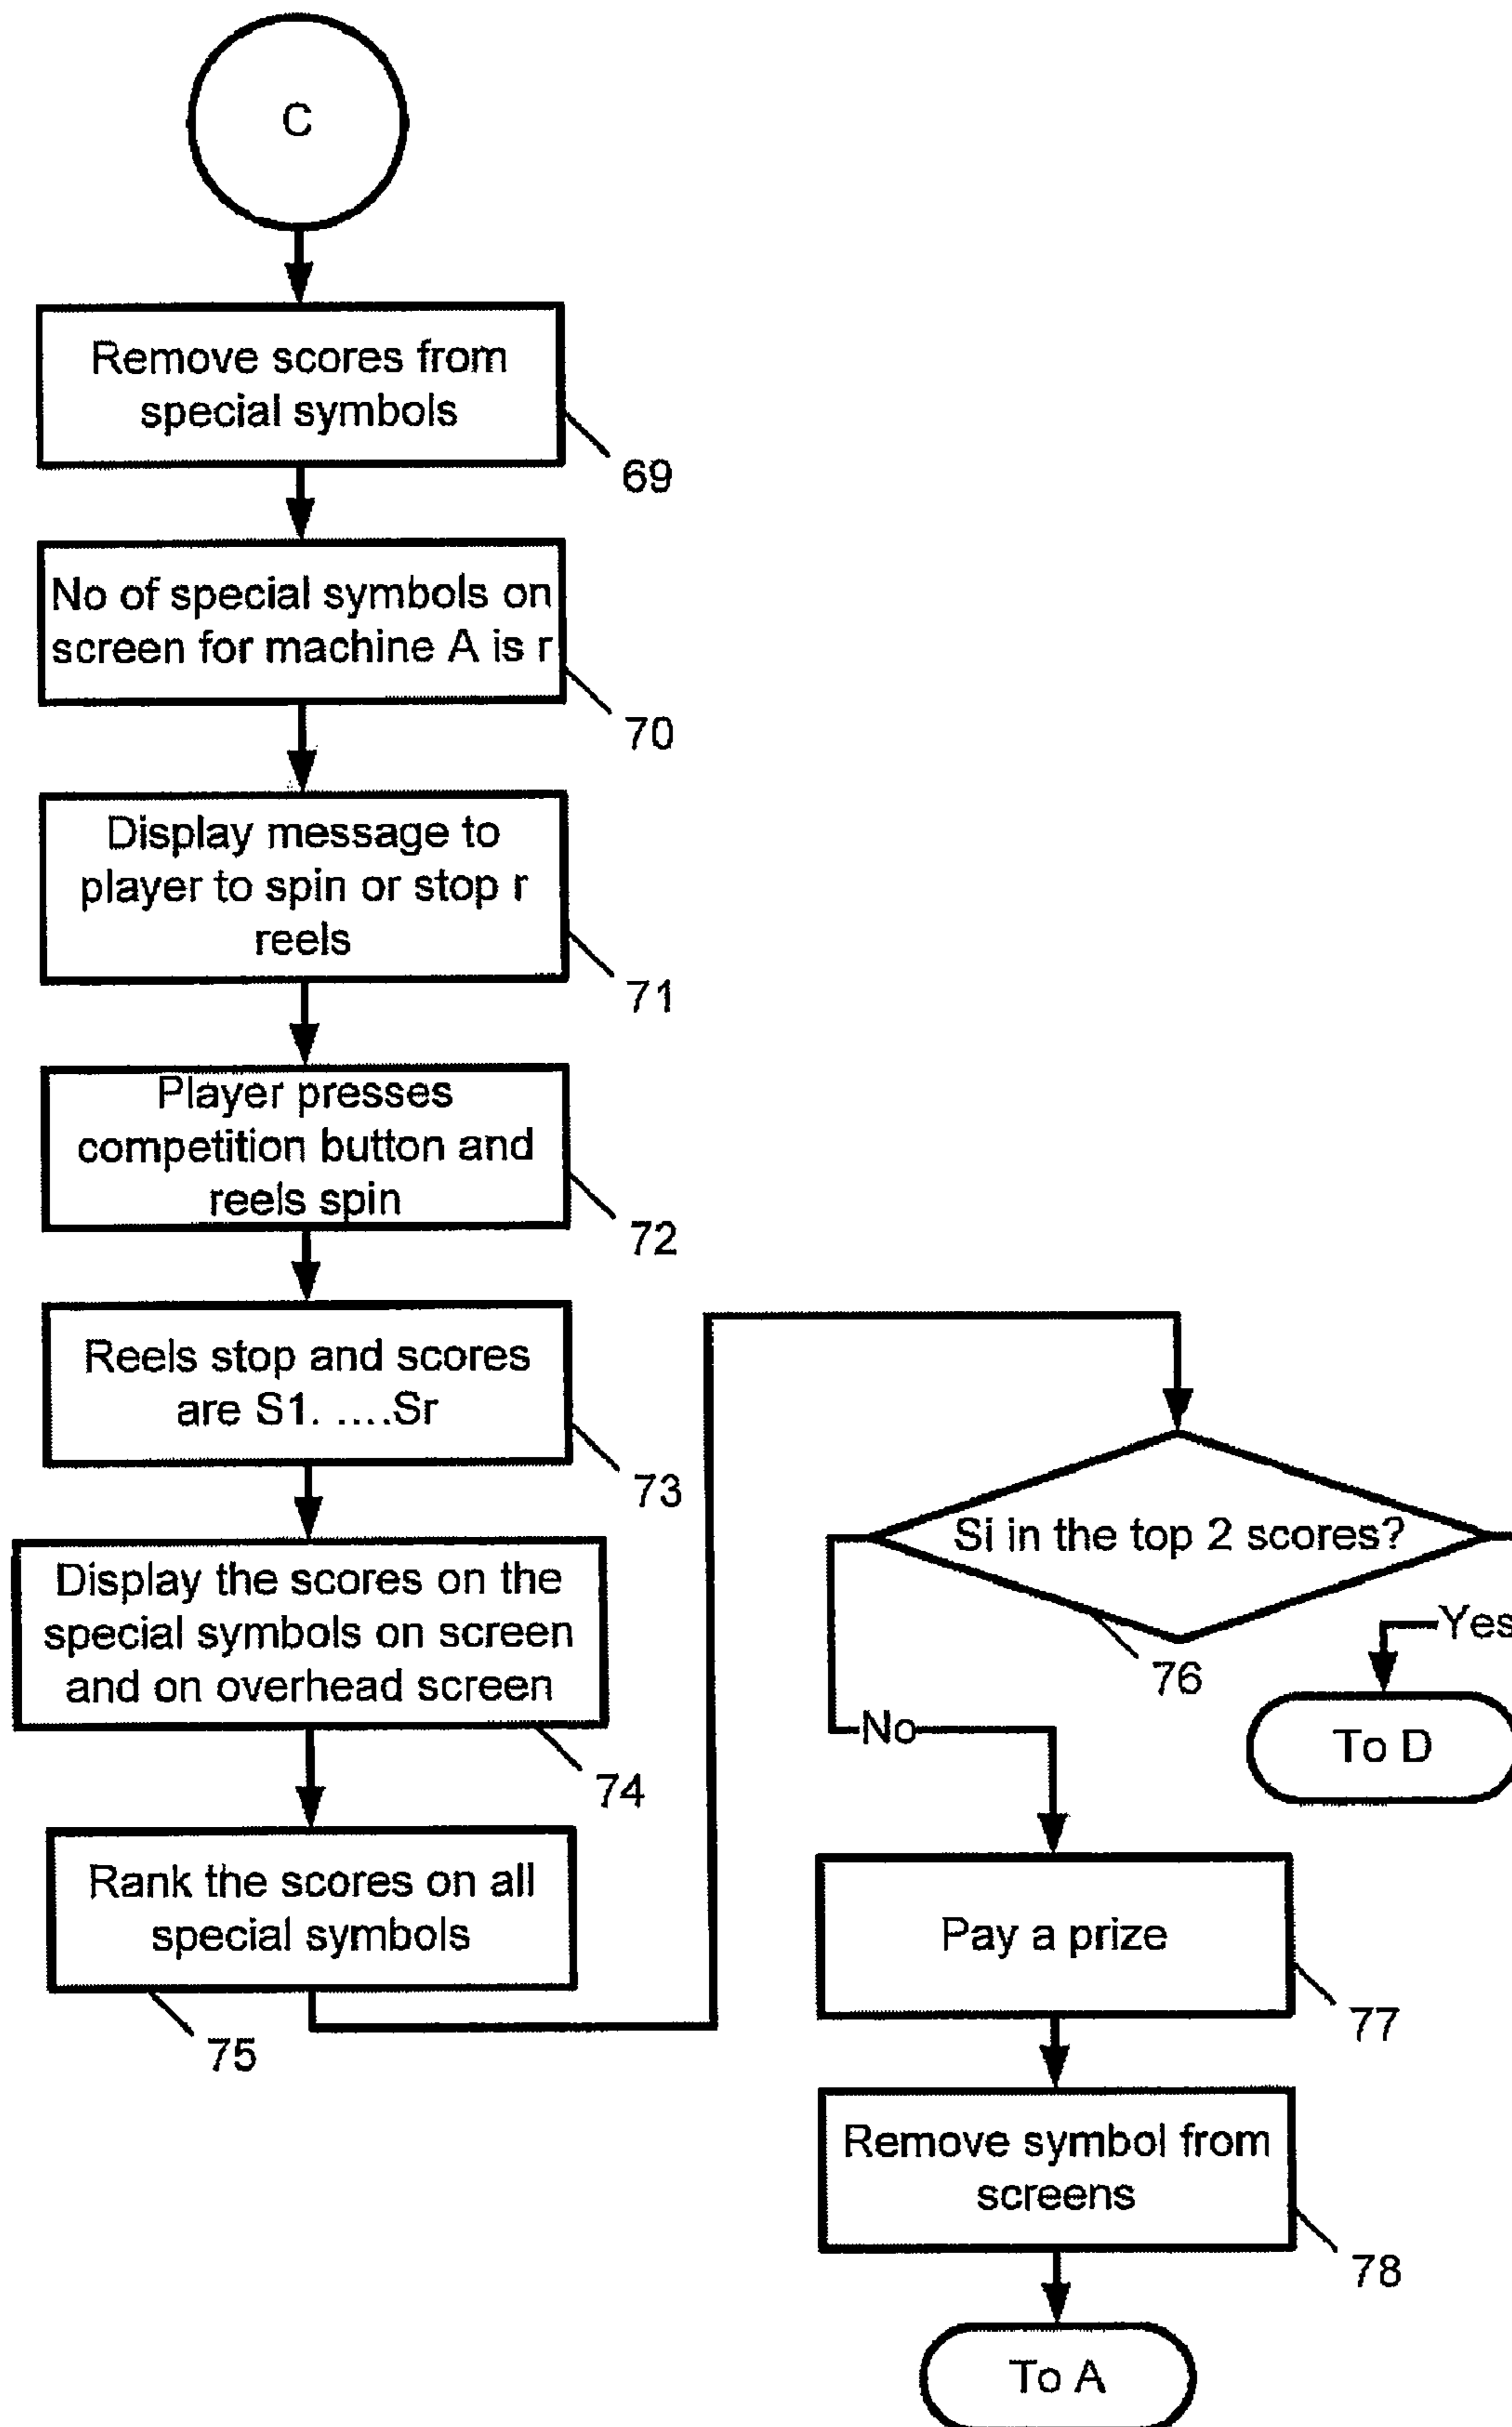 C
Remove scores from
special symbols
69
No of special symbols on
screen for machine A is r
70
Display message to
player to spin or stop r
reels
71
Player presses
competition button and
reels spin
72
Reels stop and scores
are S1. ....Sr
73
Display the scores on the
special symbols on screen
and on overhead screen
74
Rank the scores on all
special symbols
75
Si in the top 2 scores?
76
Yes
To D
No
Pay a prize
77
Remove symbol from
screens
78
To A